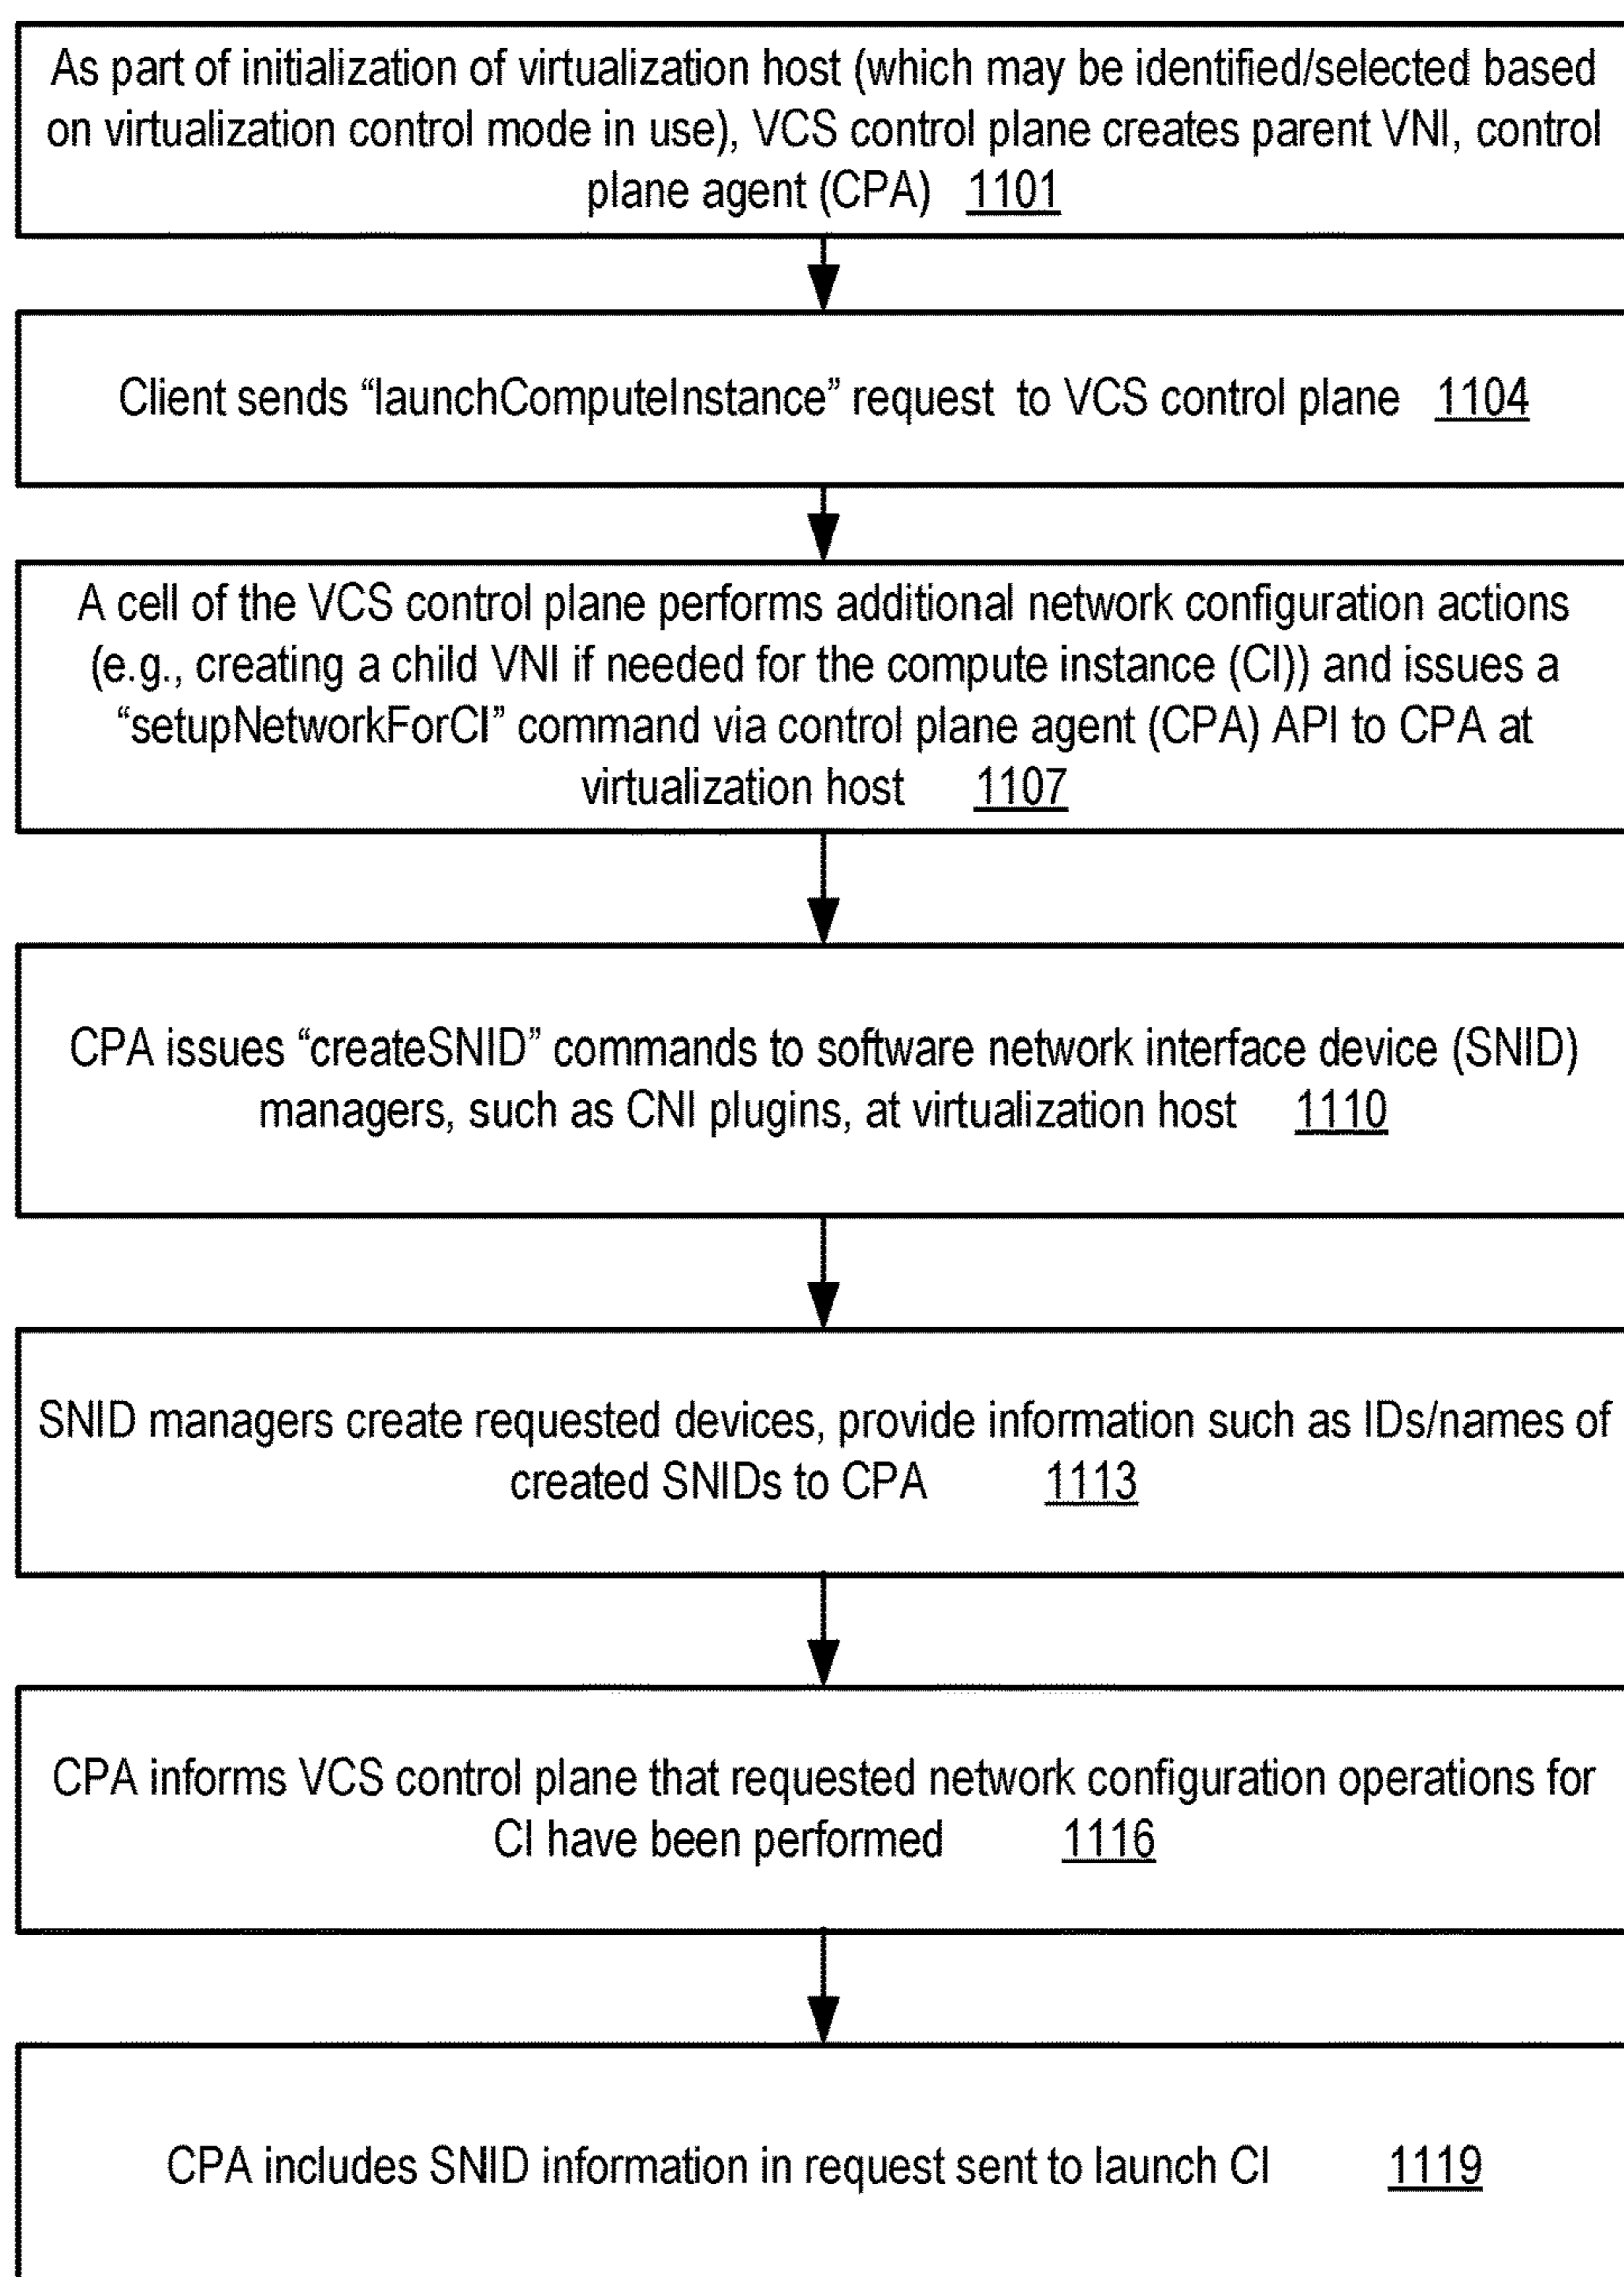 As part of initialization of virtualization host (which may be identified/selected based
on virtualization control mode in use), VCS control plane creates parent VNI, control
plane agent (CPA) 1101
Client sends “launchComputeInstance” request to VCS control plane 1104
A cell of the VCS control plane performs additional network configuration actions
(e.g., creating a child VNI if needed for the compute instance (CI)) and issues a
“setupNetworkForCI” command via control plane agent (CPA) API to CPA at
virtualization host 1107
CPA issues “createSNID” commands to software network interface device (SNID)
managers, such as CNI plugins, at virtualization host 1110
SNID managers create requested devices, provide information such as IDs/names of
created SNIDs to CPA 1113
CPA informs VCS control plane that requested network configuration operations for
CI have been performed 1116
CPA includes SNID information in request sent to launch CI 1119